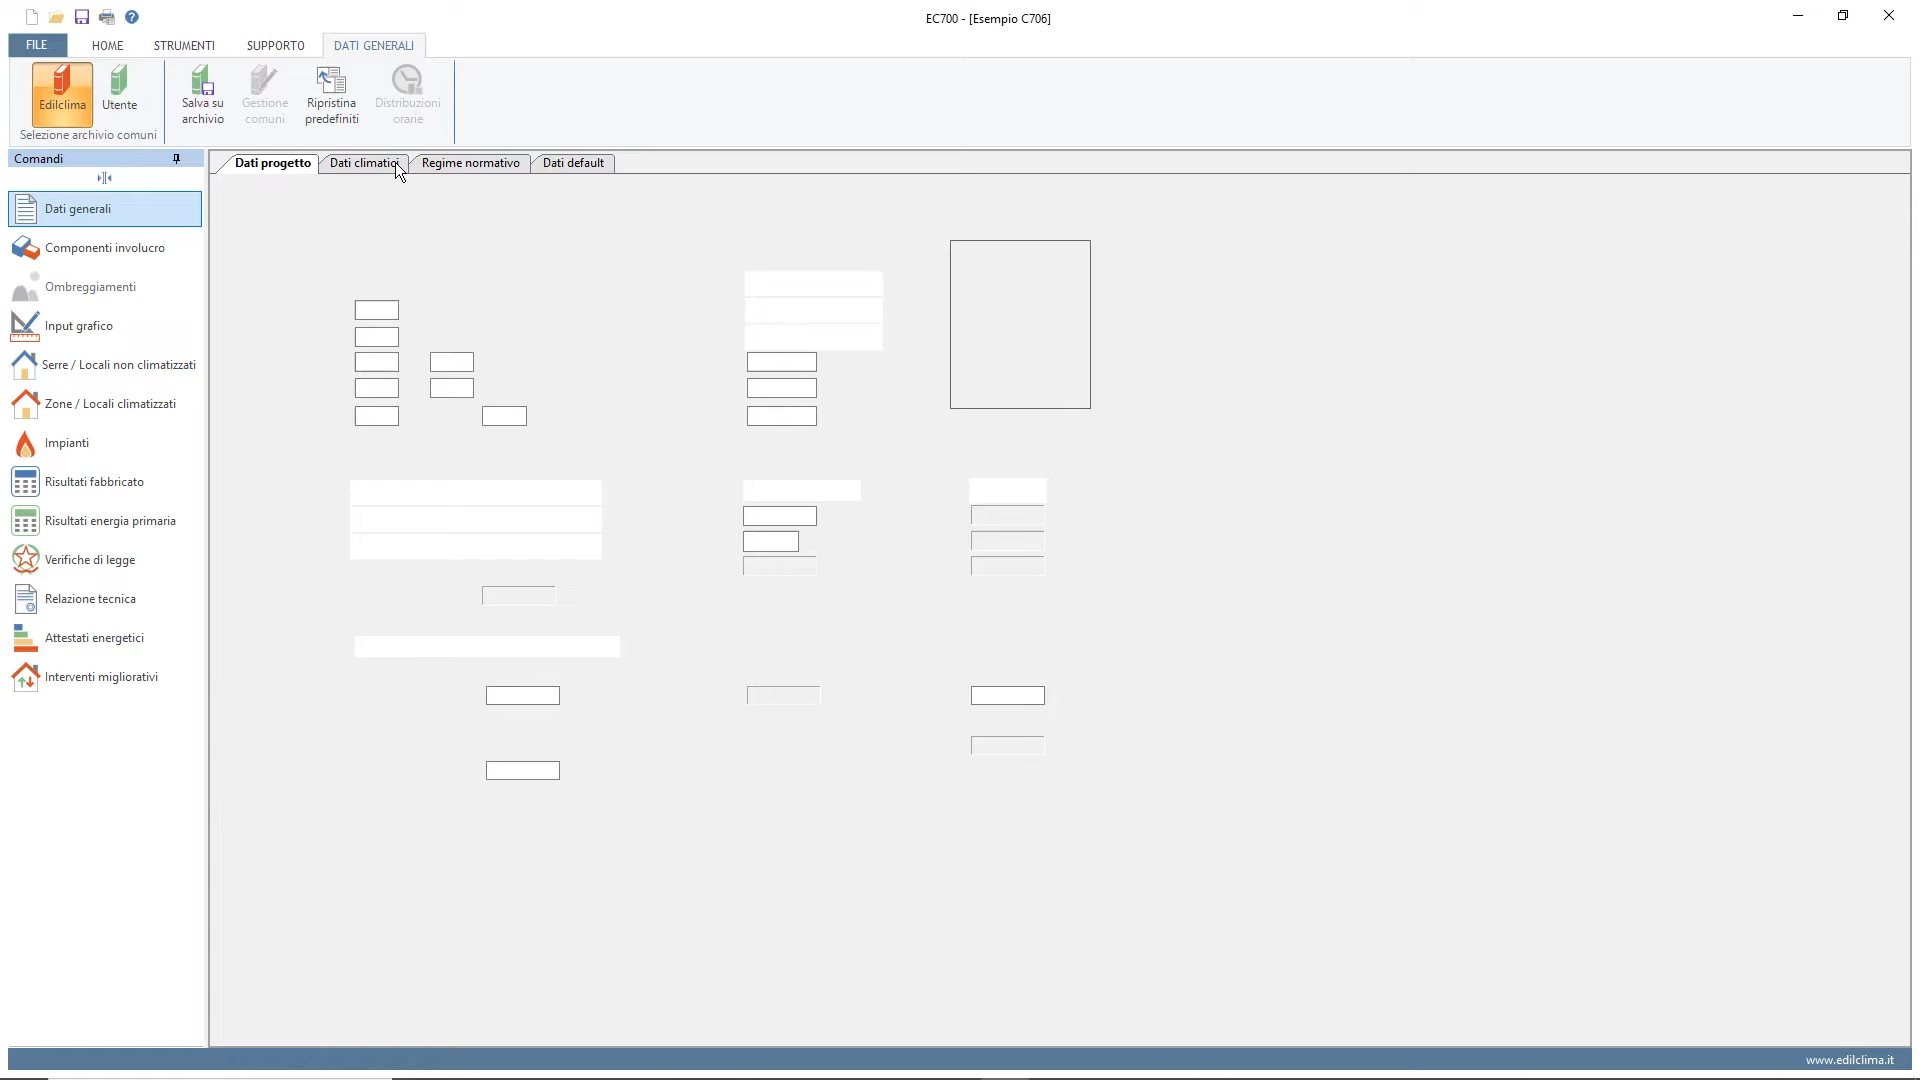 EC700 - [Esempio C706]
FILE HOME STRUMENTI SUPPORTO DATI GENERALI
Edilclima
Utente
Selezione archivio comuni
Salva su
archivio
Gestione
comuni
Ripristina
predefiniti
Distribuzioni
orarie
Comandi
Dati progetto Dati climatici Regime normativo Dati default
Dati generali
Componenti involucro
Ombreggiamenti
Input grafico
Serre / Locali non climatizzati
Zone / Locali climatizzati
Impianti
Risultati fabbricato
Risultati energia primaria
Verifiche di legge
Relazione tecnica
Attestati energetici
Interventi migliorativi
www.edilclima.it